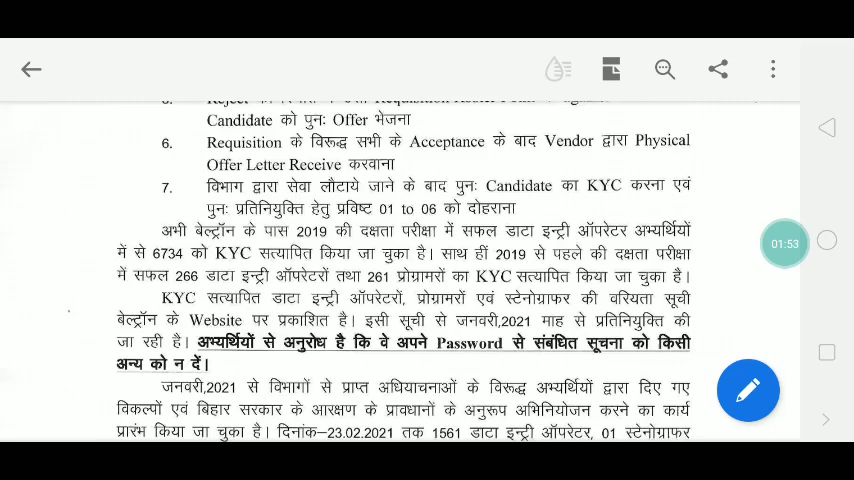 Candidate को पुनः Offer भेजना
6. Requisition के विरूद्ध सभी के Acceptance के बाद Vendor द्वारा Physical
Offer Letter Receive करवाना
7. विभाग द्वारा सेवा लौटाये जाने के बाद पुनः Candidate का KYC करना एवं
पुनः प्रतिनियुक्ति हेतु प्रविष्ट 01 to 06 को दोहराना
अभी बेल्ट्रॉन के पास 2019 की दक्षता परीक्षा में सफल डाटा इन्ट्री ऑपरेटर अभ्यर्थियों
में से 6734 को KYC सत्यापित किया जा चुका है। साथ हीं 2019 से पहले की दक्षता परीक्षा
में सफल 266 डाटा इन्ट्री ऑपरेटरों तथा 261 प्रोग्रामरों का KYC सत्यापित किया जा चुका है।
KYC सत्यापित डाटा इन्ट्री ऑपरेटरों, प्रोग्रामरों एवं स्टेनोग्राफर की वरियता सूची
बेल्ट्रॉन के Website पर प्रकाशित है। इसी सूची से जनवरी,2021 माह से प्रतिनियुक्ति की
जा रही है। अभ्यर्थियों से अनुरोध है कि वे अपने Password से संबंधित सूचना को किसी
अन्य को न दें।
जनवरी,2021 से विभागों से प्राप्त अधियाचनाओं के विरूद्ध अभ्यर्थियों द्वारा दिए गए
विकल्पों एवं बिहार सरकार के आरक्षण के प्रावधानों के अनुरूप अभिनियोजन करने का कार्य
प्रारंभ किया जा चुका है। दिनांक–23.02.2021 तक 1561 डाटा इन्ट्री ऑपरेटर, 01 स्टेनोग्राफर
01:53